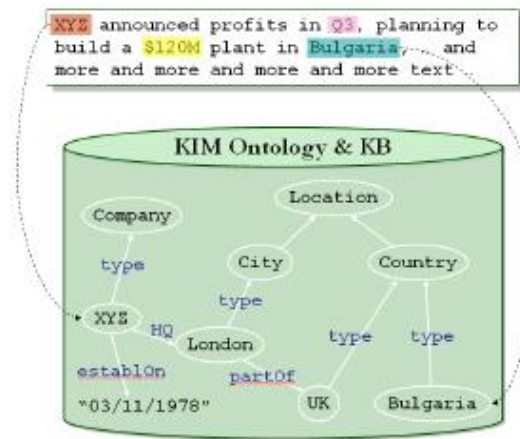 XYZ announced profits in Q3, planning to
build a $120M plant in Bulgaria, and
more and more and more and more text
KIM Ontology & KB
Location
Company
City
Country
type
type
XYZ
HQ
London
type
type
establOn
partOf
"03/11/1978"
UK
Bulgaria